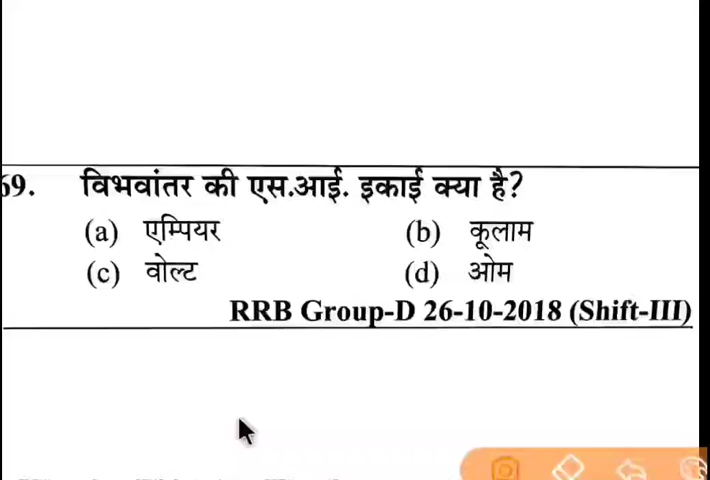 69. विभवांतर की एस.आई. इकाई क्या है?
(a) एम्पियर (b) कूलाम
(c) वोल्ट (d) ओम
RRB Group-D 26-10-2018 (Shift-III)